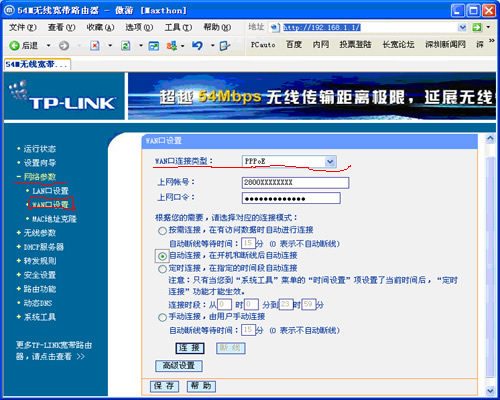 54M无线宽带路由器 - 傲游 [Maxthon]
文件(F) 查看(V) 收藏(A) 选项(O) 工具(T) 帮助(H) 地址 http://192.168.1.1/
后退 PCauto 百度 内网 投票登陆 长宽论坛 深圳新闻网
54M无线宽带...
TP-LINK 超越54Mbps 无线传输距离极限，延展无线
运行状态
设置向导
网络参数
LAN口设置
WAN口设置
MAC地址克隆
无线参数
DHCP服务器
转发规则
安全设置
路由功能
动态DNS
系统工具
更多TP-LINK宽带路由器，请点击查看 >>
WAN口设置
WAN口连接类型： PPPoE
上网帐号： 2000XXXXXXXX
上网口令： ●●●●●●●●●●●●●
根据您的需要，请选择对应的连接模式：
按需连接，在有访问数据时自动进行连接
自动断线等待时间： 15 分 (0 表示不自动断线)
自动连接，在开机和断线后自动连接
定时连接，在指定的时间段自动连接
注意：只有当您到“系统工具”菜单的“时间设置”项设置了当前时间后，“定时
连接”功能才能生效。
连接时段：从 0 时 0 分到 23 时 59 分
手动连接，由用户手动连接
自动断线等待时间： 15 分 (0 表示不自动断线)
连 接 断 线
高级设置
保 存 帮 助